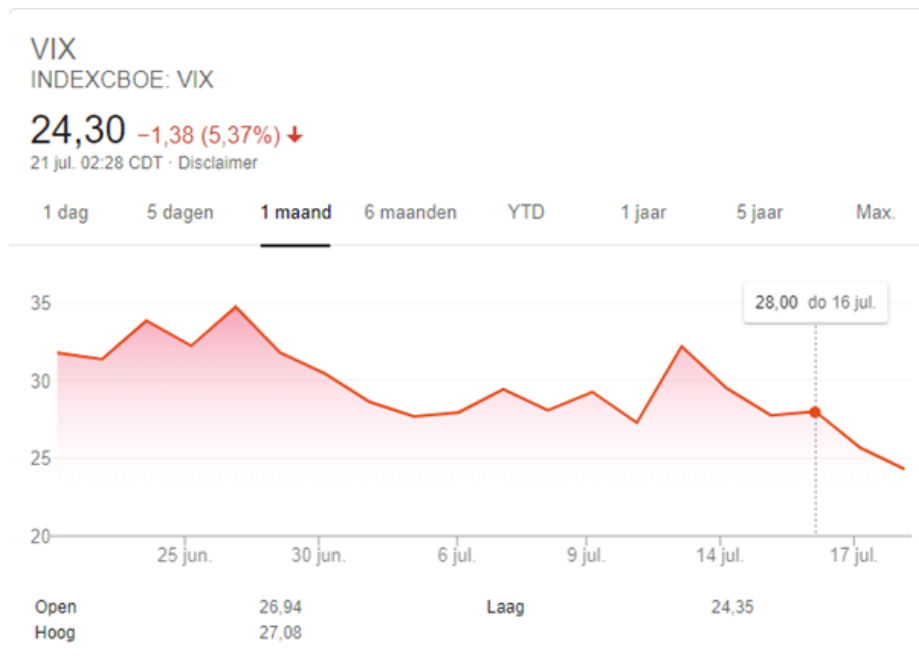 VIX
INDEXCBOE: VIX
24,30 −1,38 (5,37%) ↓
21 jul. 02:28 CDT · Disclaimer
1 dag 5 dagen 1 maand 6 maanden YTD 1 jaar 5 jaar Max.
28,00 do 16 jul.
35
30
25
20
25 jun. 30 jun. 6 jul. 9 jul. 14 jul. 17 jul.
Open 26,94 Laag 24,35
Hoog 27,08